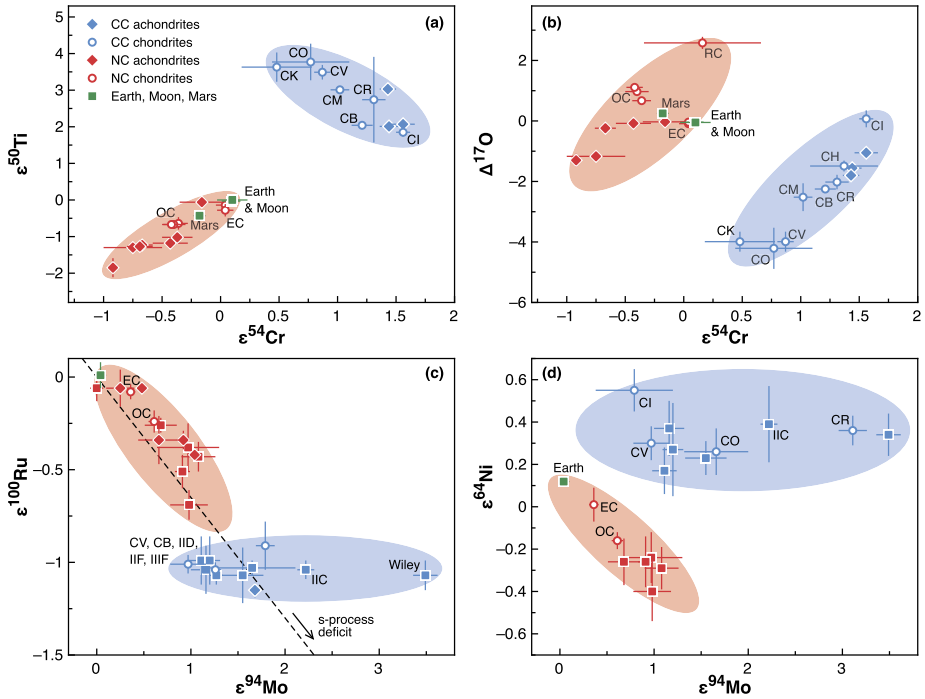 (a)
CC achondrites
CC chondrites
NC achondrites
NC chondrites
Earth, Moon, Mars
CO
CK
CV
CM
CR
CB
CI
OC
Mars
EC
Earth
& Moon
5
4
3
2
1
0
−1
−2
ε50Ti
−1
−0.5
0
0.5
1
1.5
2
ε54Cr
(b)
RC
OC
Mars
EC
Earth
& Moon
CI
CH
CM
CB
CR
CK
CV
CO
2
0
−2
−4
−6
Δ17O
−1
−0.5
0
0.5
1
1.5
2
ε54Cr
(c)
EC
OC
CV, CB, IID,
IIF, IIIF
IIC
Wiley
s-process
deficit
0
−0.5
−1.0
−1.5
ε100Ru
0
1
2
3
ε94Mo
(d)
CI
CV
CO
IIC
CR
Earth
EC
OC
0.6
0.4
0.2
0
−0.2
−0.4
−0.6
ε64Ni
0
1
2
3
ε94Mo